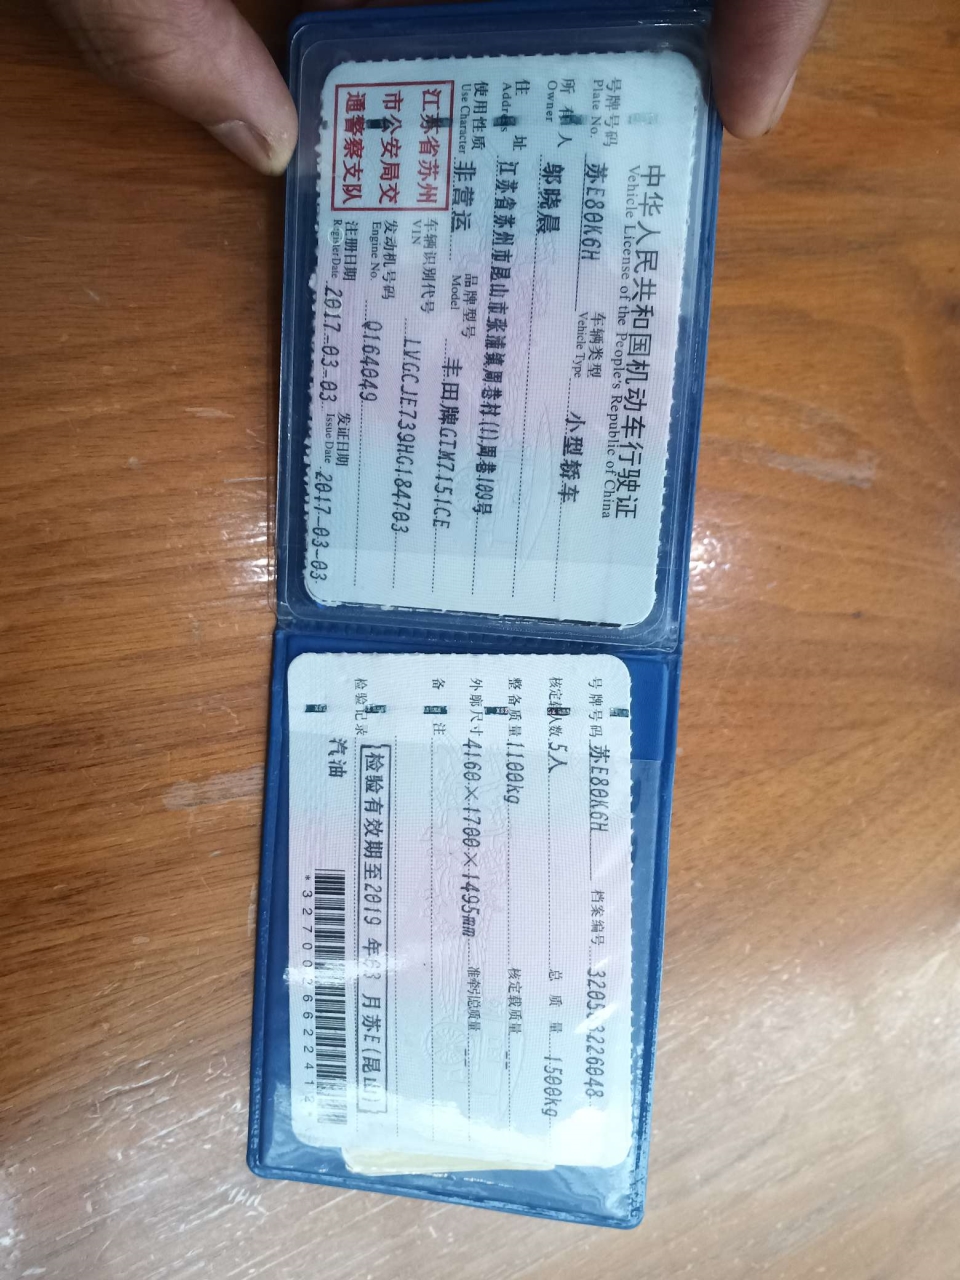 中华人民共和国机动车行驶证
Vehicle License of the People's Republic of China
号牌号码 苏E80K6H 车辆类型 小型轿车
Plate No. Vehicle Type
所有人 邬晓晨
Owner
住址 江苏省苏州市昆山市张浦镇周巷村(1)周巷109号
Address
使用性质 非营运 品牌型号 丰田牌GTM7151CE
Use Character Model
江苏省苏州
市公安局交
通警察支队
车辆识别代号 LVGCJE739HG184703
VIN
发动机号码 Q164049
Engine No.
注册日期 2017-03-03 发证日期 2017-03-03
Register Date Issue Date
号牌号码 苏E80K6H 档案编号
核定载人数 5人 总质量 1500kg
整备质量 1100kg 核定载质量 --
外廓尺寸 4160×1700×1495mm 准牵引总质量 --
备注
检验记录 检验有效期至2019年03月苏E(昆山)
汽油